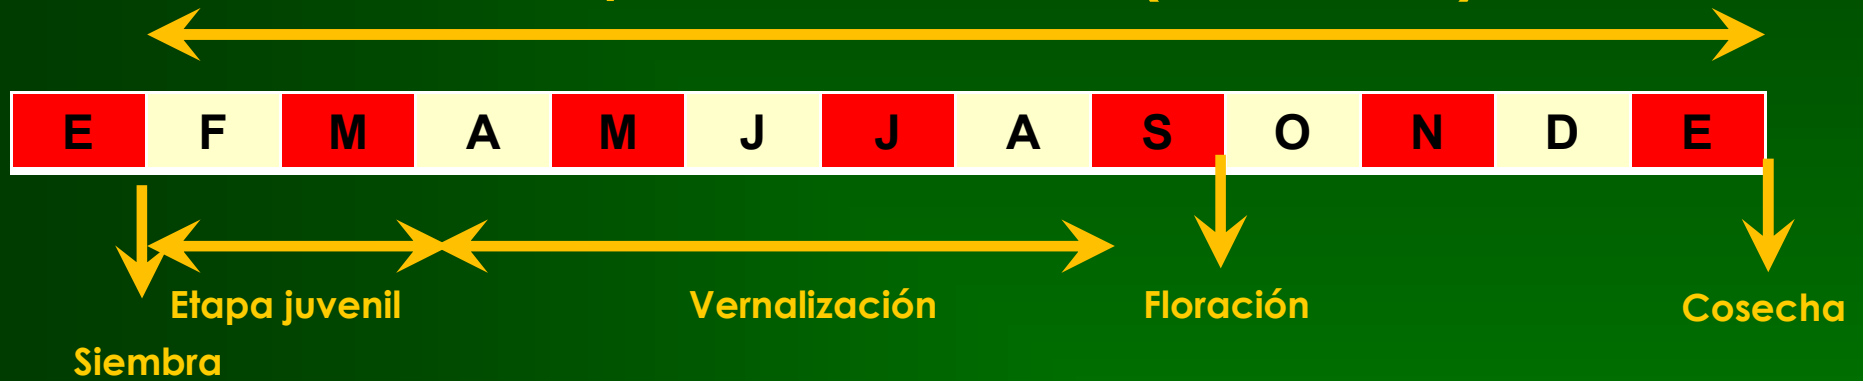 E F M A M J J A S O N D E
Etapa juvenil Vernalización Floración Cosecha
Siembra